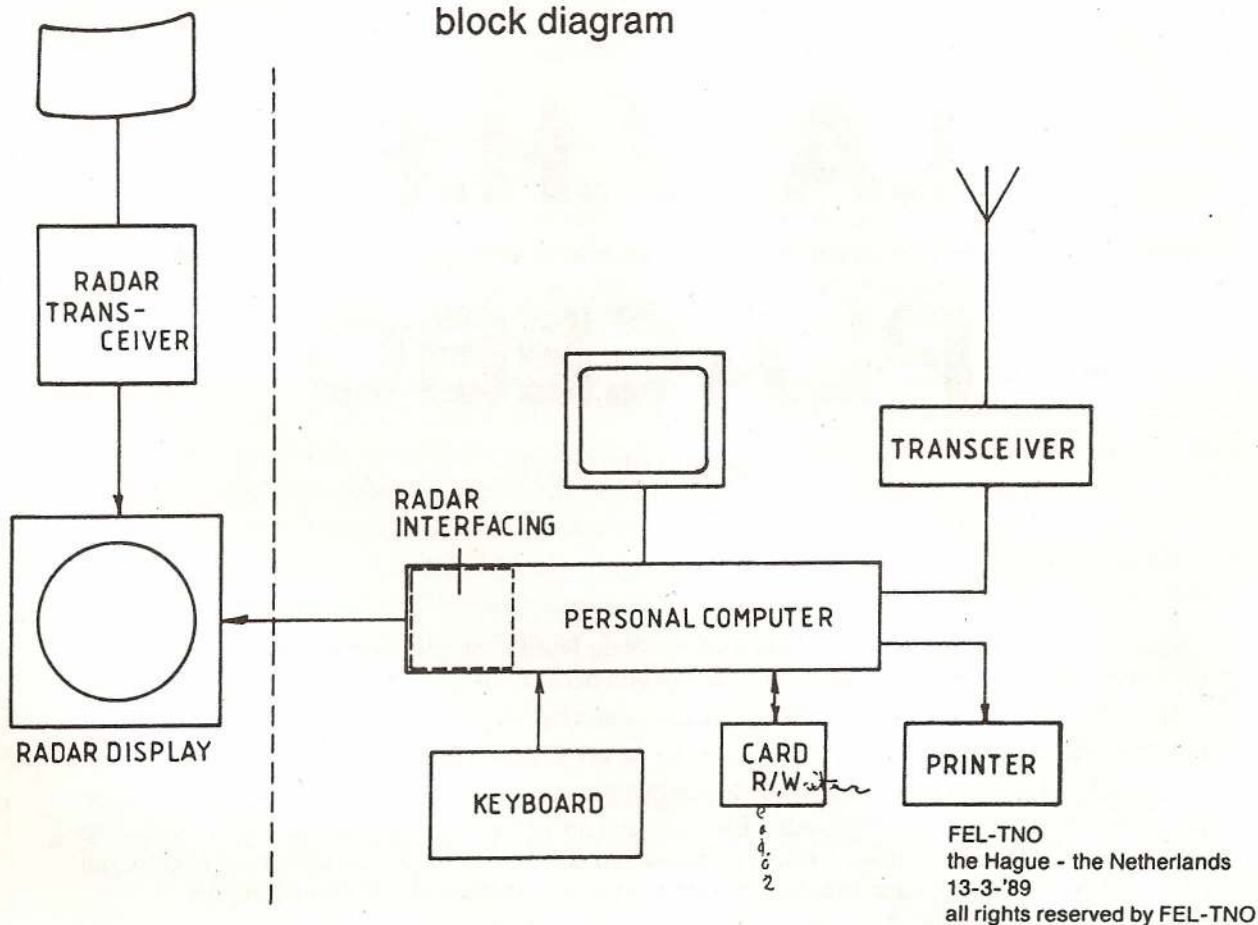 block diagram
RADAR
TRANS-
CEIVER
RADAR DISPLAY
RADAR
INTERFACING
PERSONAL COMPUTER
TRANSCEIVER
KEYBOARD
CARD
R/Writer
PRINTER
FEL-TNO
the Hague - the Netherlands
13-3-'89
all rights reserved by FEL-TNO